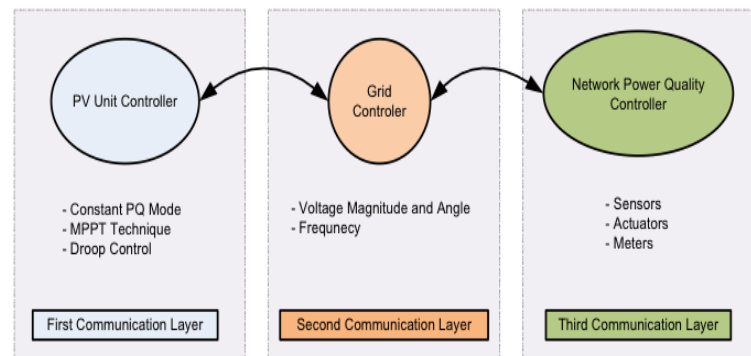 PV Unit Controller
Grid
Controler
Network Power Quality
Controller
- Constant PQ Mode
- MPPT Technique
- Droop Control
- Voltage Magnitude and Angle
- Frequnecy
- Sensors
- Actuators
- Meters
First Communication Layer
Second Communication Layer
Third Communication Layer